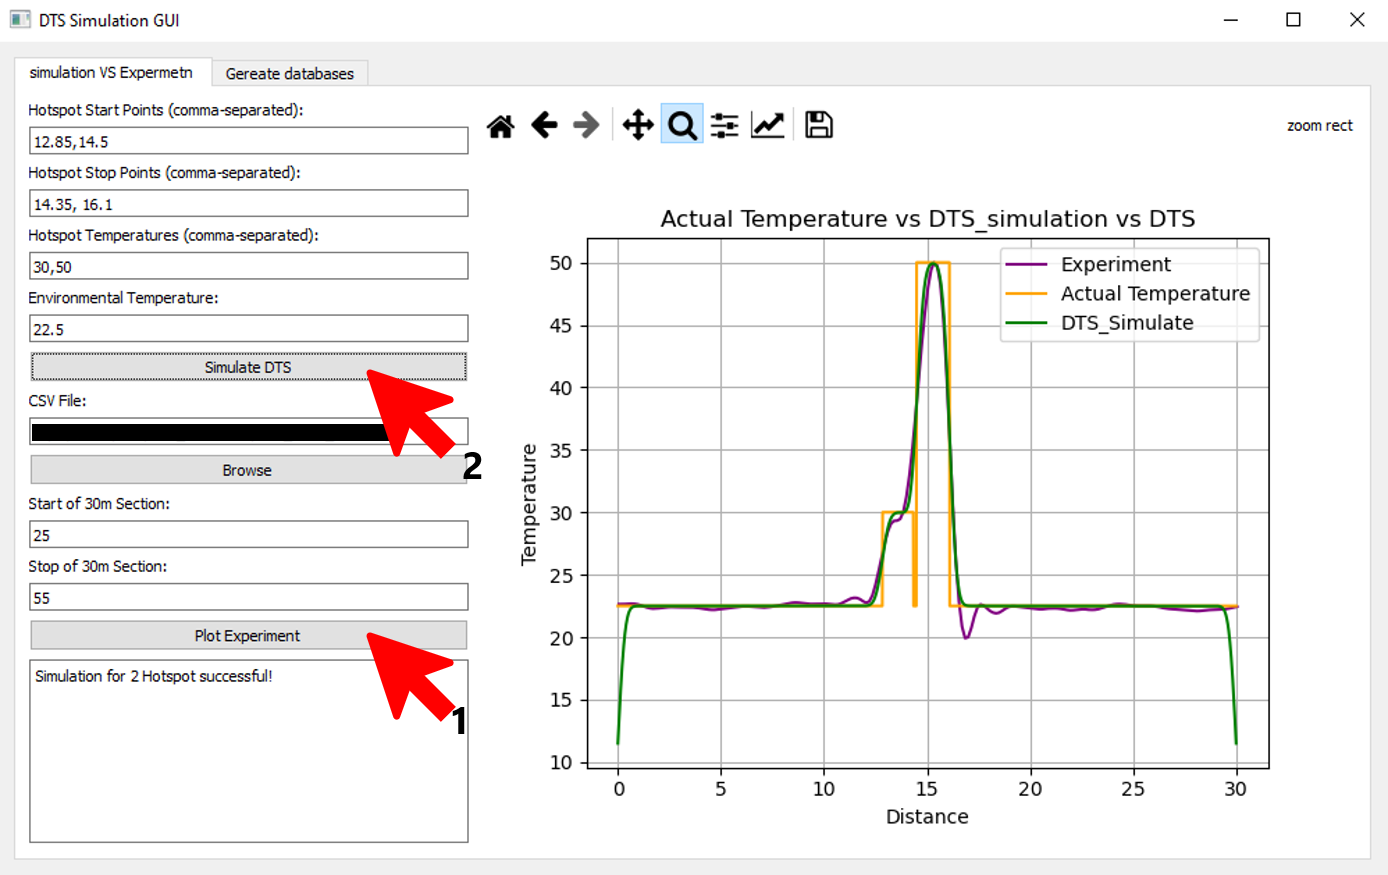 DTS Simulation GUI
simulation VS Expermetn
Gereate databases
Hotspot Start Points (comma-separated):
12.85,14.5
Hotspot Stop Points (comma-separated):
14.35, 16.1
Hotspot Temperatures (comma-separated):
30,50
Environmental Temperature:
22.5
Simulate DTS
CSV File:
Browse
2
Start of 30m Section:
25
Stop of 30m Section:
55
Plot Experiment
1
Simulation for 2 Hotspot successful!
zoom rect
Actual Temperature vs DTS_simulation vs DTS
Experiment
Actual Temperature
DTS_Simulate
Temperature
50
45
40
35
30
25
20
15
10
0 5 10 15 20 25 30
Distance